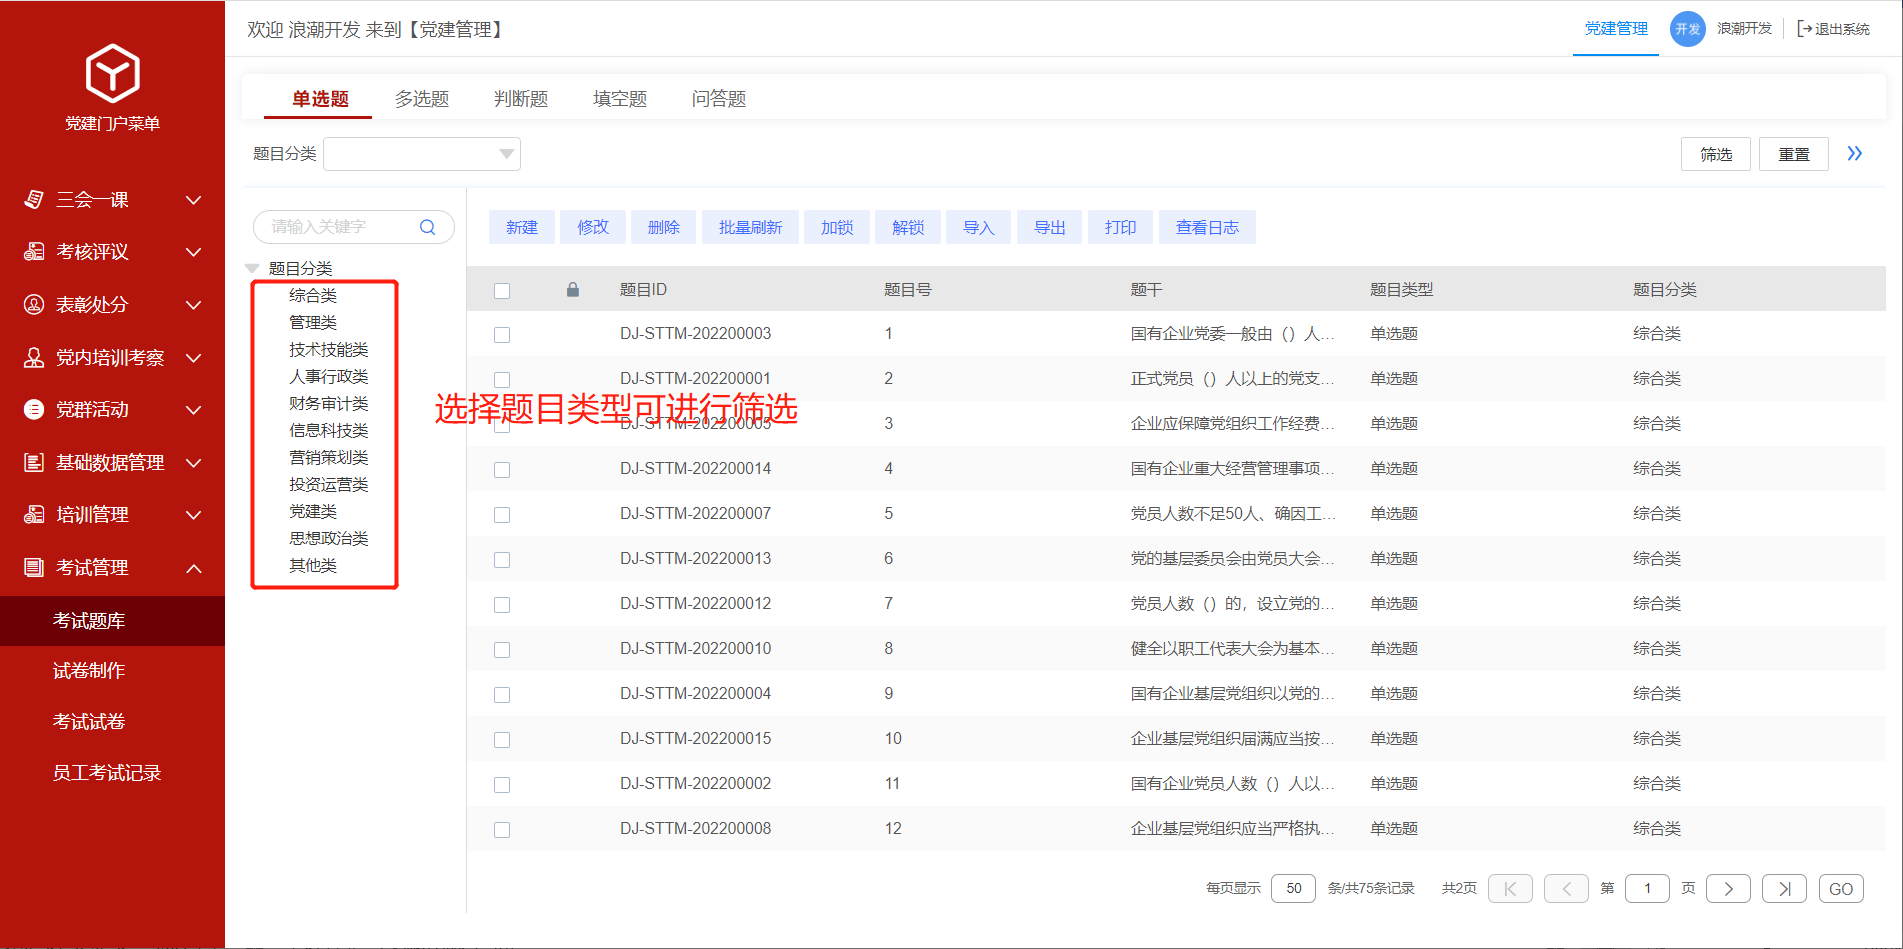 欢迎 浪潮开发 来到【党建管理】
党建管理
开发
浪潮开发
退出系统
党建门户菜单
三会一课
考核评议
表彰处分
党内培训考察
党群活动
基础数据管理
培训管理
考试管理
考试题库
试卷制作
考试试卷
员工考试记录
单选题 多选题 判断题 填空题 问答题
题目分类
筛选 重置
请输入关键字
题目分类
综合类
管理类
技术技能类
人事行政类
财务审计类
信息科技类
营销策划类
投资运营类
党建类
思想政治类
其他类
选择题目类型可进行筛选
新建 修改 删除 批量刷新 加锁 解锁 导入 导出 打印 查看日志
题目ID 题目号 题干 题目类型 题目分类
DJ-STTM-202200003 1 国有企业党委一般由（）人... 单选题 综合类
DJ-STTM-202200001 2 正式党员（）人以上的党支... 单选题 综合类
DJ-STTM-202200005 3 企业应保障党组织工作经费... 单选题 综合类
DJ-STTM-202200014 4 国有企业重大经营管理事项... 单选题 综合类
DJ-STTM-202200007 5 党员人数不足50人、确因工... 单选题 综合类
DJ-STTM-202200013 6 党的基层委员会由党员大会... 单选题 综合类
DJ-STTM-202200012 7 党员人数（）的，设立党的... 单选题 综合类
DJ-STTM-202200010 8 健全以职工代表大会为基本... 单选题 综合类
DJ-STTM-202200004 9 国有企业基层党组织以党的... 单选题 综合类
DJ-STTM-202200015 10 企业基层党组织届满应当按... 单选题 综合类
DJ-STTM-202200002 11 国有企业党员人数（）人以... 单选题 综合类
DJ-STTM-202200008 12 企业基层党组织应当严格执... 单选题 综合类
每页显示 50 条/共75条记录 共2页 第 1 页 GO